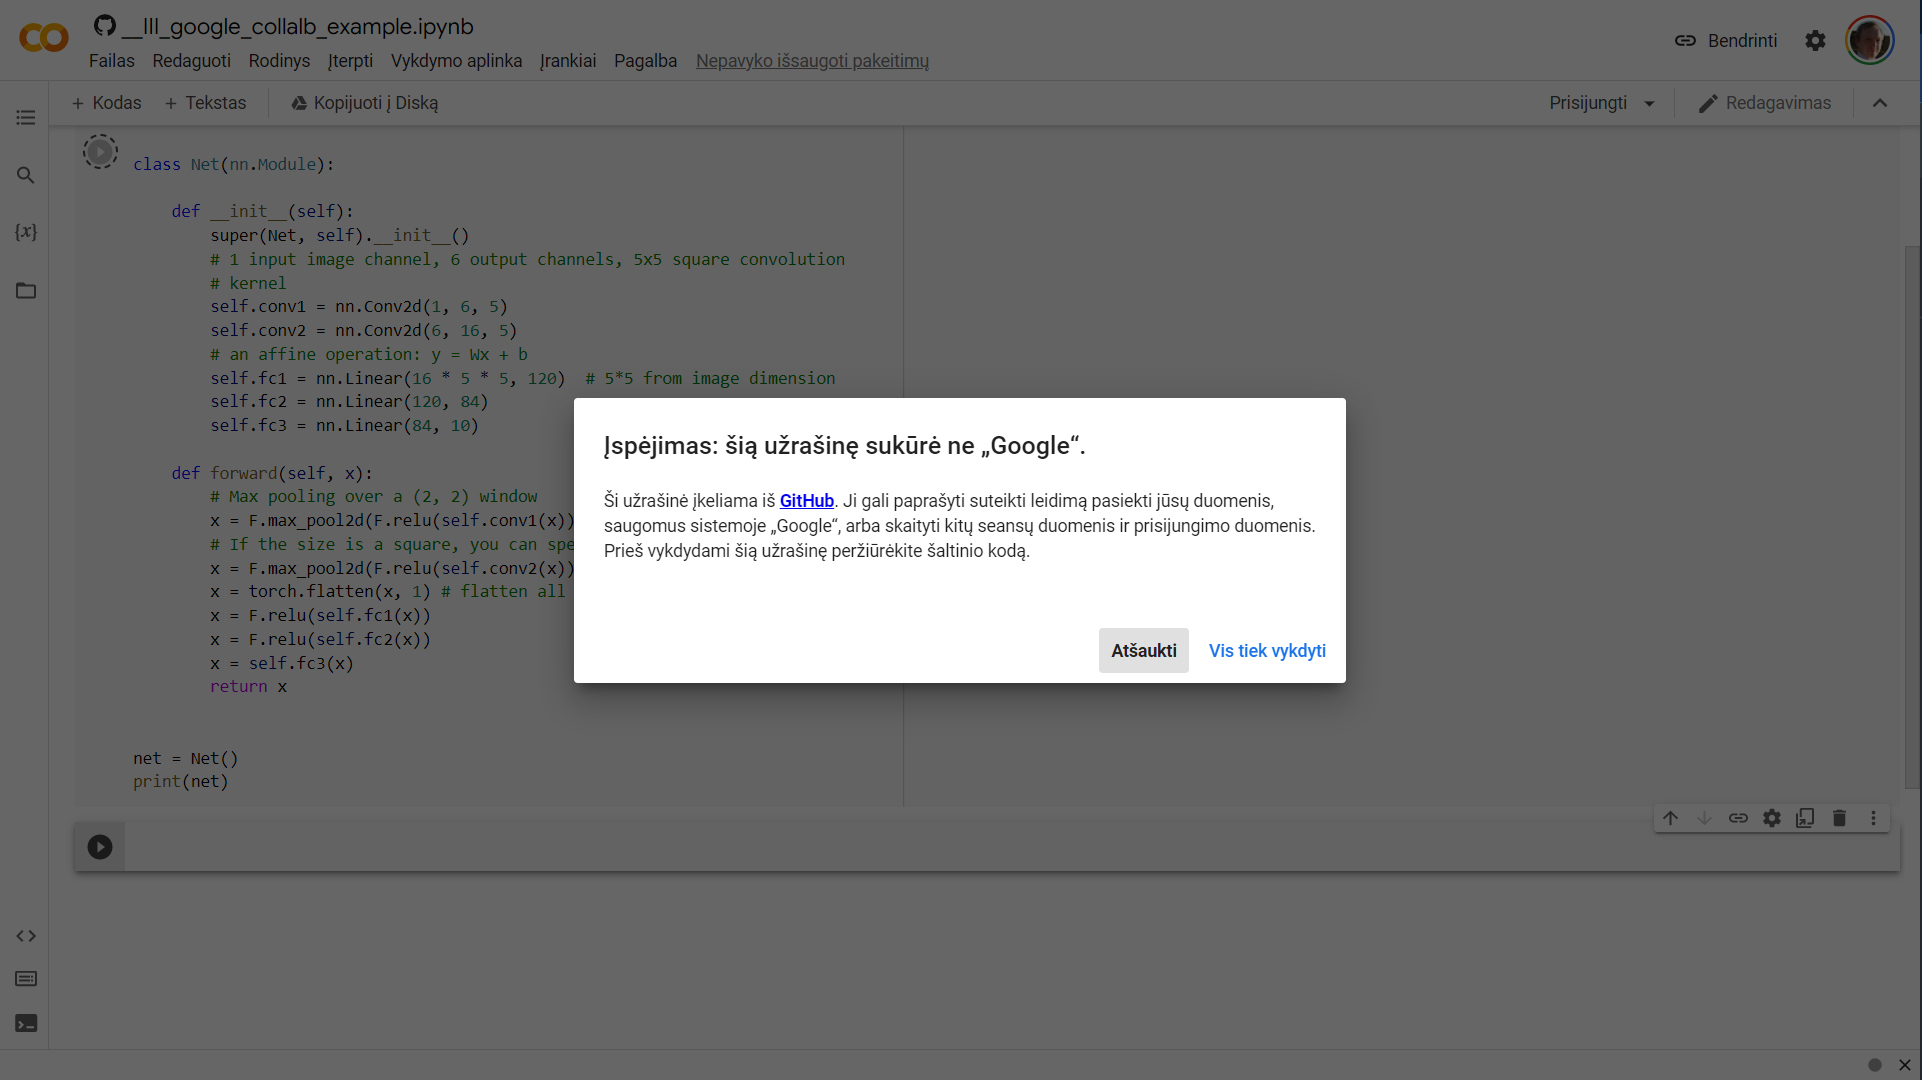 __lll_google_collalb_example.ipynb
Failas Redaguoti Rodinys Įterpti Vykdymo aplinka Įrankiai Pagalba Nepavyko išsaugoti pakeitimų
Bendrinti
+ Kodas + Tekstas Kopijuoti į Diską
Prisijungti Redagavimas
{x}
class Net(nn.Module):
def __init__(self):
super(Net, self).__init__()
# 1 input image channel, 6 output channels, 5x5 square convolution
# kernel
self.conv1 = nn.Conv2d(1, 6, 5)
self.conv2 = nn.Conv2d(6, 16, 5)
# an affine operation: y = Wx + b
self.fc1 = nn.Linear(16 * 5 * 5, 120)  # 5*5 from image dimension
self.fc2 = nn.Linear(120, 84)
self.fc3 = nn.Linear(84, 10)
def forward(self, x):
# Max pooling over a (2, 2) window
x = F.max_pool2d(F.relu(self.conv1(x))
# If the size is a square, you can spe
x = F.max_pool2d(F.relu(self.conv2(x))
x = torch.flatten(x, 1) # flatten all
x = F.relu(self.fc1(x))
x = F.relu(self.fc2(x))
x = self.fc3(x)
return x
net = Net()
print(net)
Įspėjimas: šią užrašinę sukūrė ne „Google“.
Ši užrašinė įkeliama iš GitHub. Ji gali paprašyti suteikti leidimą pasiekti jūsų duomenis,
saugomus sistemoje „Google“, arba skaityti kitų seansų duomenis ir prisijungimo duomenis.
Prieš vykdydami šią užrašinę peržiūrėkite šaltinio kodą.
Atšaukti Vis tiek vykdyti